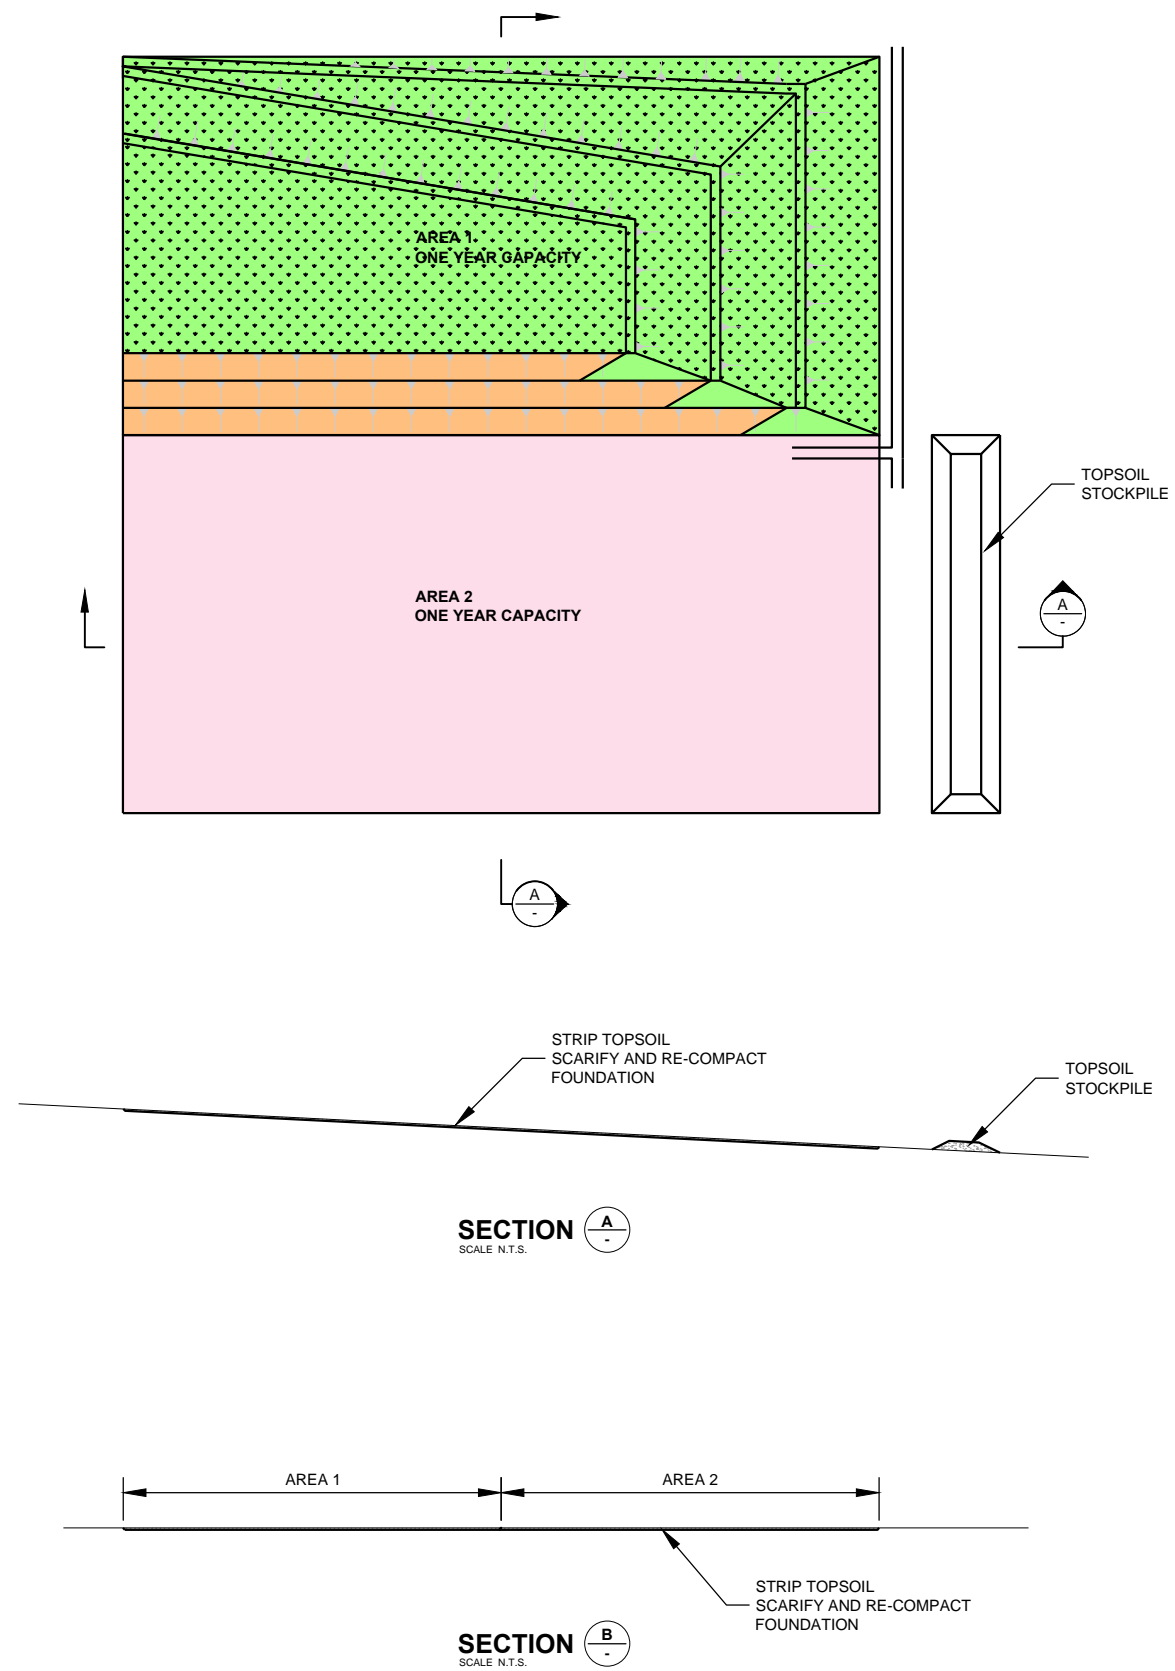 AREA 1
ONE YEAR CAPACITY
TOPSOIL
STOCKPILE
AREA 2
ONE YEAR CAPACITY
A
-
A
-
STRIP TOPSOIL
SCARIFY AND RE-COMPACT
FOUNDATION
TOPSOIL
STOCKPILE
SECTION A
-
SCALE N.T.S.
AREA 1
AREA 2
STRIP TOPSOIL
SCARIFY AND RE-COMPACT
FOUNDATION
SECTION B
-
SCALE N.T.S.